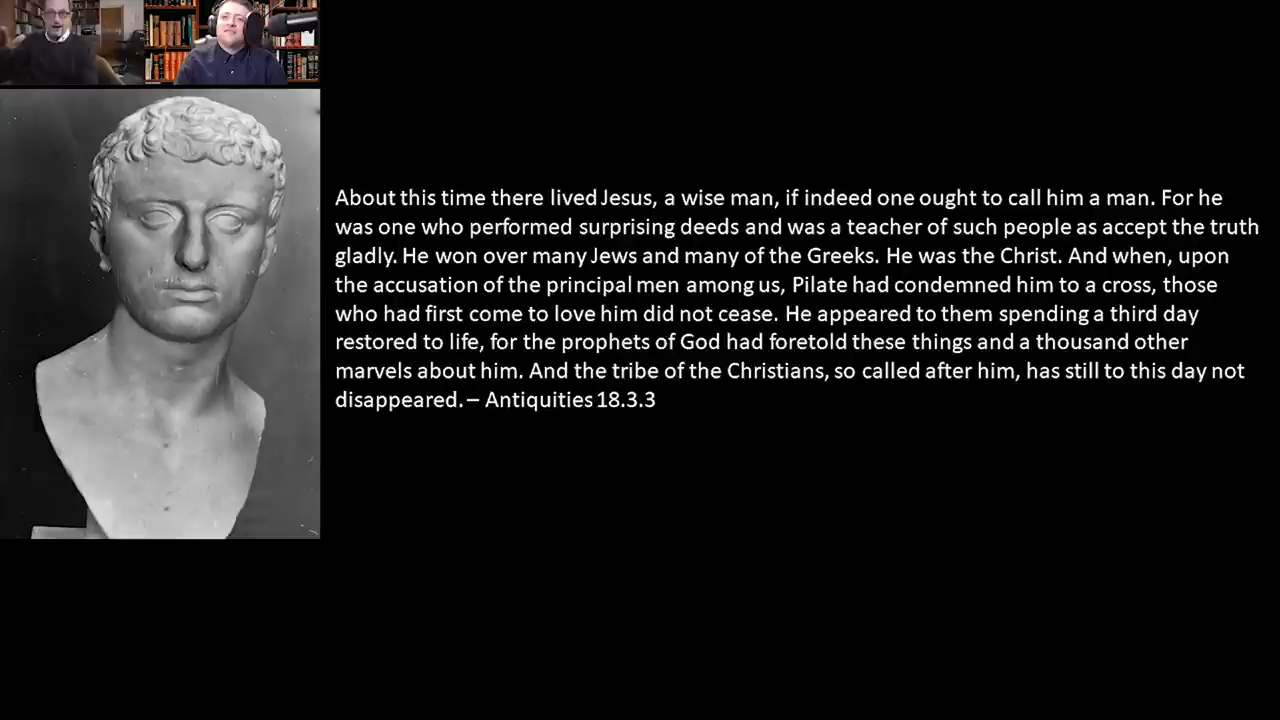 About this time there lived Jesus, a wise man, if indeed one ought to call him a man. For he
was one who performed surprising deeds and was a teacher of such people as accept the truth
gladly. He won over many Jews and many of the Greeks. He was the Christ. And when, upon
the accusation of the principal men among us, Pilate had condemned him to a cross, those
who had first come to love him did not cease. He appeared to them spending a third day
restored to life, for the prophets of God had foretold these things and a thousand other
marvels about him. And the tribe of the Christians, so called after him, has still to this day not
disappeared. – Antiquities 18.3.3